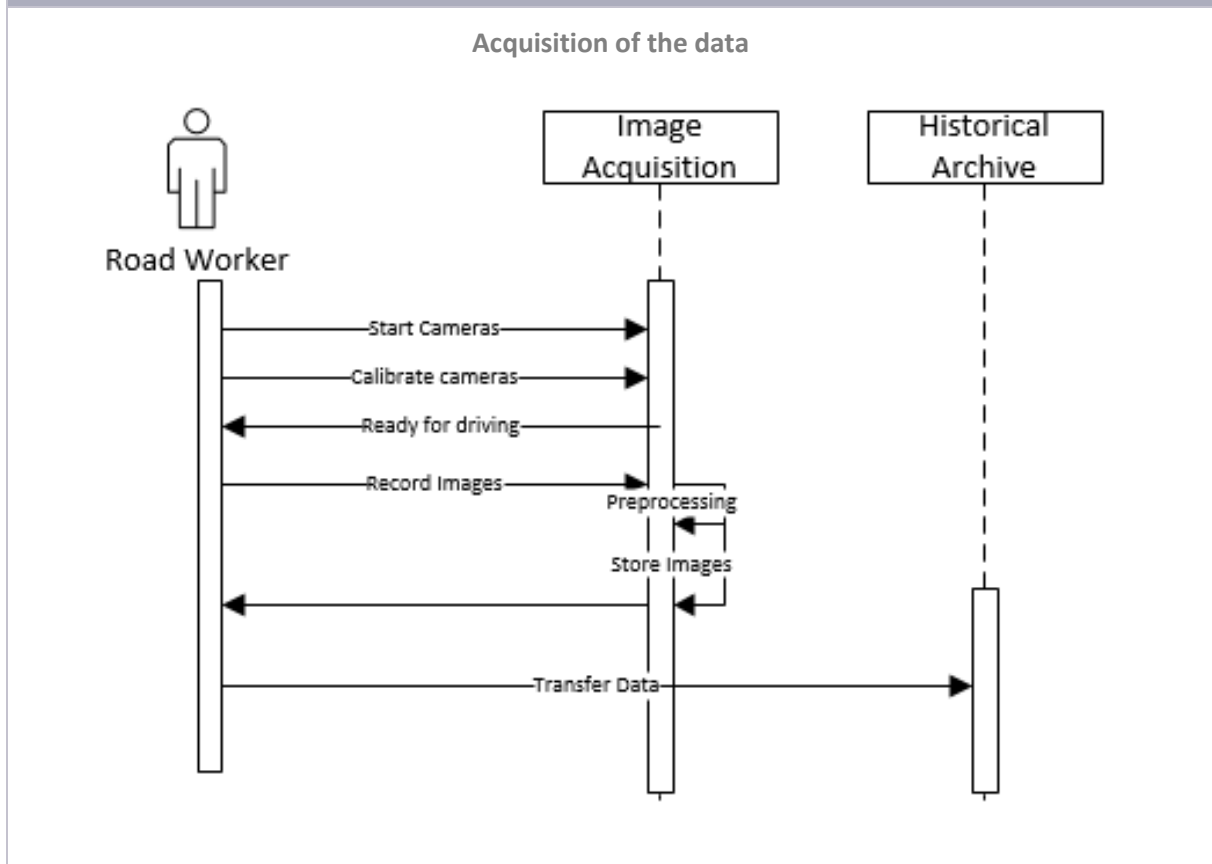 Acquisition of the data
Image
Acquisition
Historical
Archive
Road Worker
Start Cameras
Calibrate cameras
Ready for driving
Record Images
Preprocessing
Store Images
Transfer Data